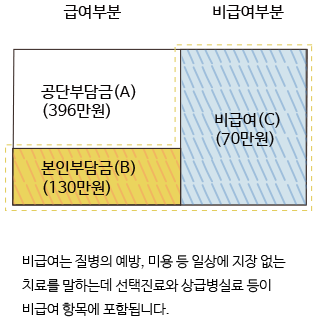 급여부분
비급여부분
공단부담금(A)
(396만원)
비급여(C)
(70만원)
본인부담금(B)
(130만원)
비급여는 질병의 예방, 미용 등 일상에 지장 없는
치료를 말하는데 선택진료와 상급병실료 등이
비급여 항목에 포함됩니다.